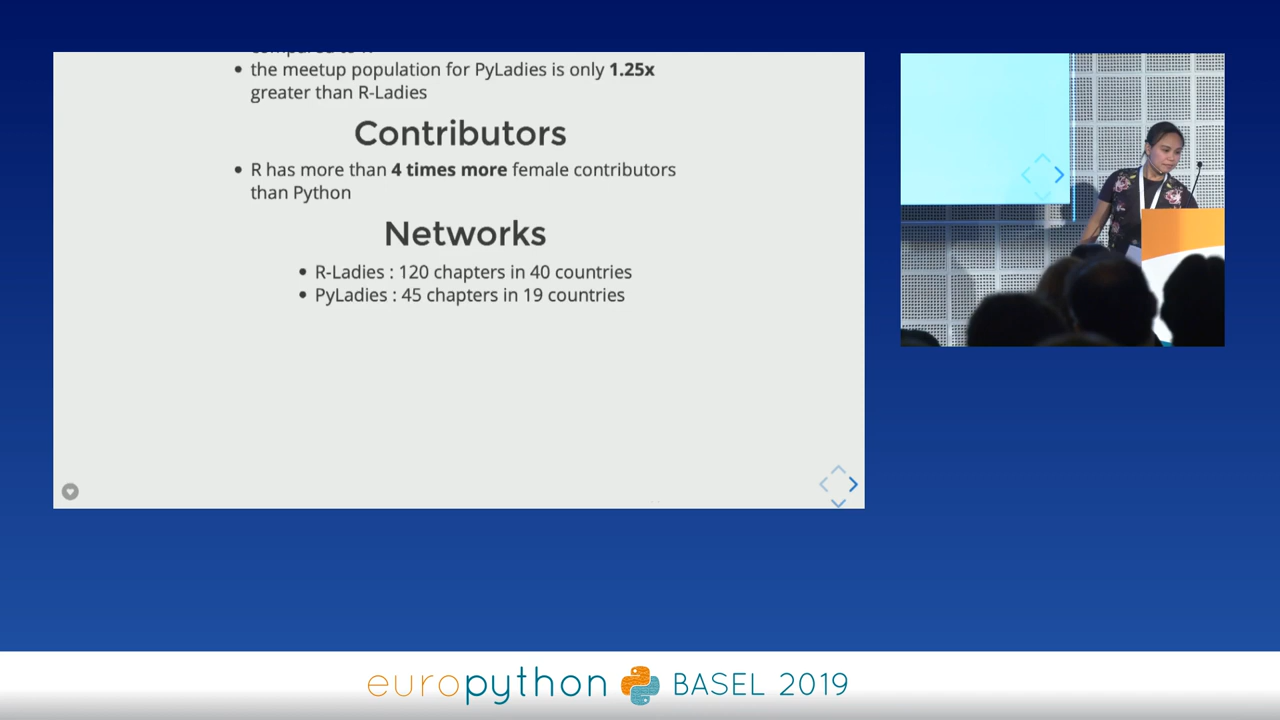 • the meetup population for PyLadies is only 1.25x
greater than R-Ladies
Contributors
• R has more than 4 times more female contributors
than Python
Networks
• R-Ladies : 120 chapters in 40 countries
• PyLadies : 45 chapters in 19 countries
europython BASEL 2019